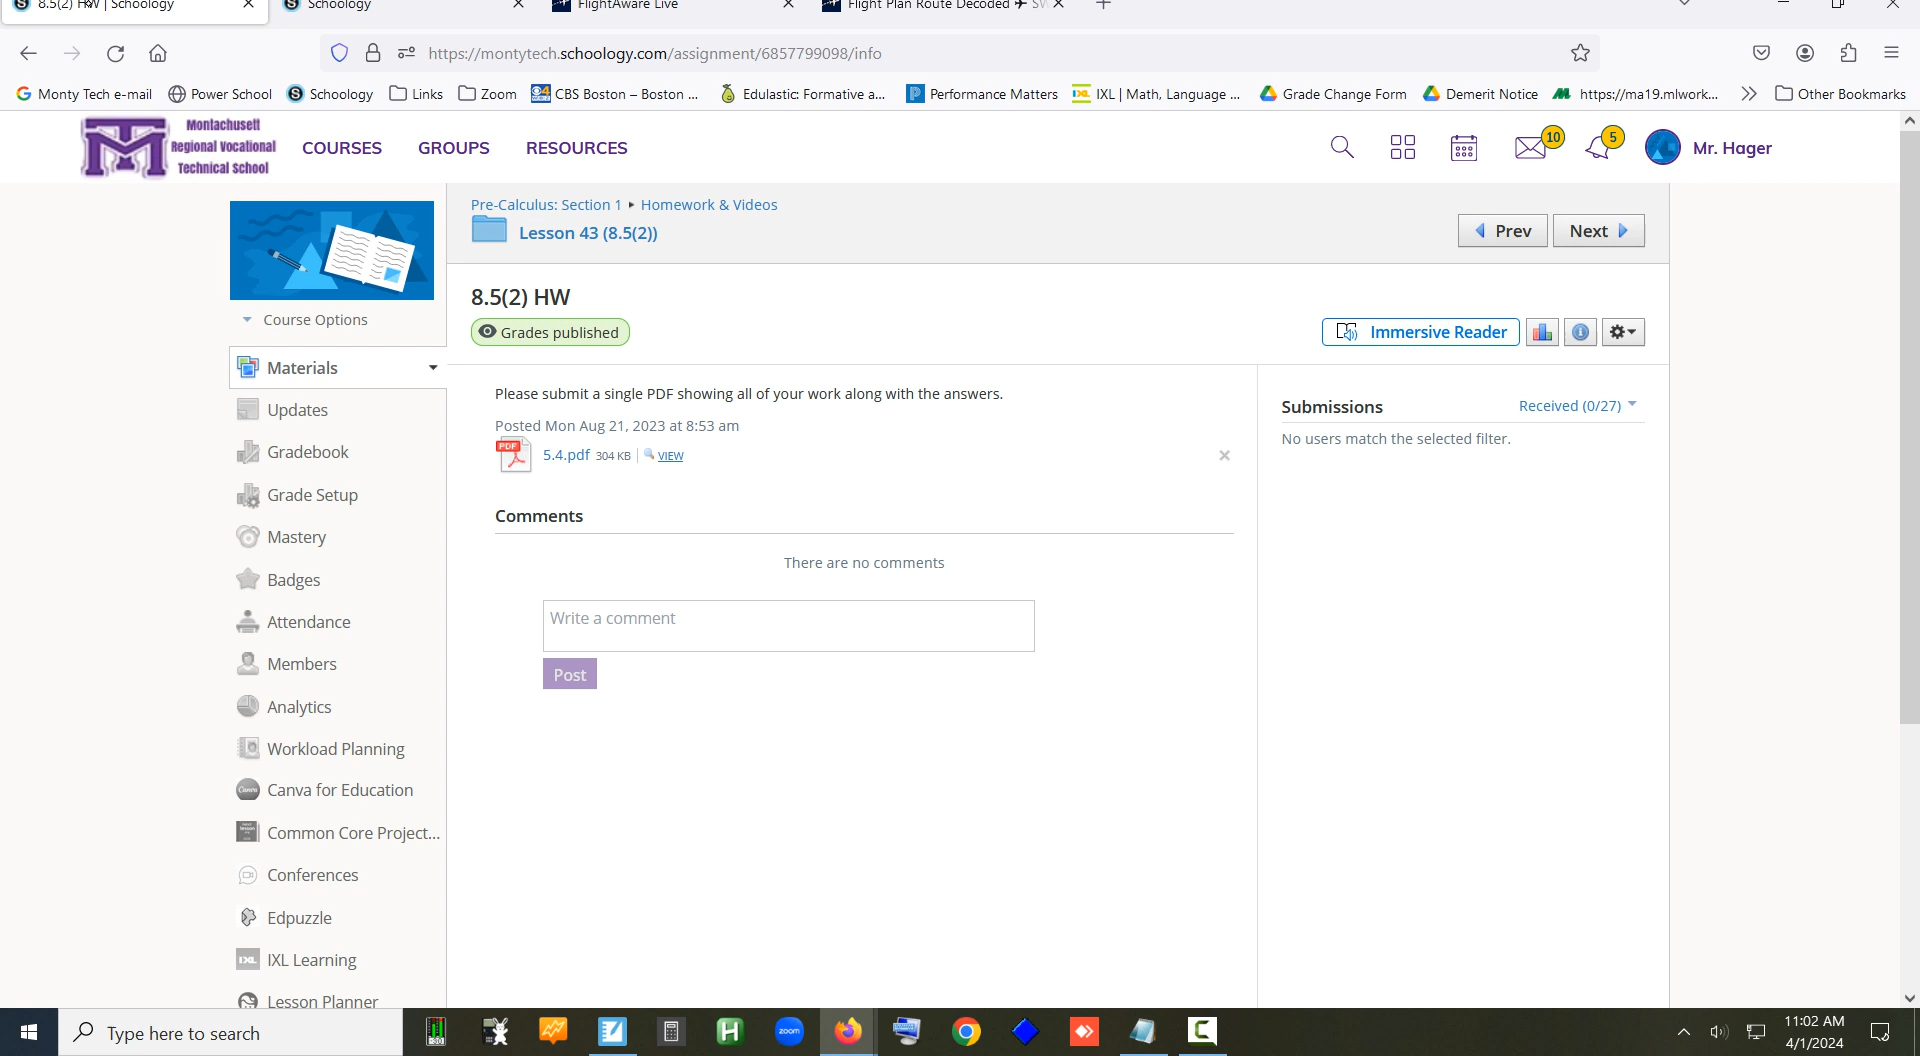 8.5(2) HW | Schoology
Schoology
FlightAware Live
Flight Plan Route Decoded ✈ SW
https://montytech.schoology.com/assignment/6857799098/info
Monty Tech e-mail
Power School
Schoology
Links
Zoom
CBS Boston – Boston ...
Edulastic: Formative a...
Performance Matters
IXL | Math, Language ...
Grade Change Form
Demerit Notice
https://ma19.mlwork...
Other Bookmarks
Montachusett
Regional Vocational
Technical School
COURSES
GROUPS
RESOURCES
10
5
Mr. Hager
Pre-Calculus: Section 1 ▸ Homework & Videos
Lesson 43 (8.5(2))
Prev
Next
8.5(2) HW
Grades published
Immersive Reader
Course Options
Materials
Updates
Gradebook
Grade Setup
Mastery
Badges
Attendance
Members
Analytics
Workload Planning
Canva for Education
Common Core Project...
Conferences
Edpuzzle
IXL Learning
Lesson Planner
Please submit a single PDF showing all of your work along with the answers.
Posted Mon Aug 21, 2023 at 8:53 am
PDF
5.4.pdf 304 KB | VIEW
Comments
There are no comments
Write a comment
Post
Submissions
Received (0/27)
No users match the selected filter.
Type here to search
zoom
11:02 AM
4/1/2024